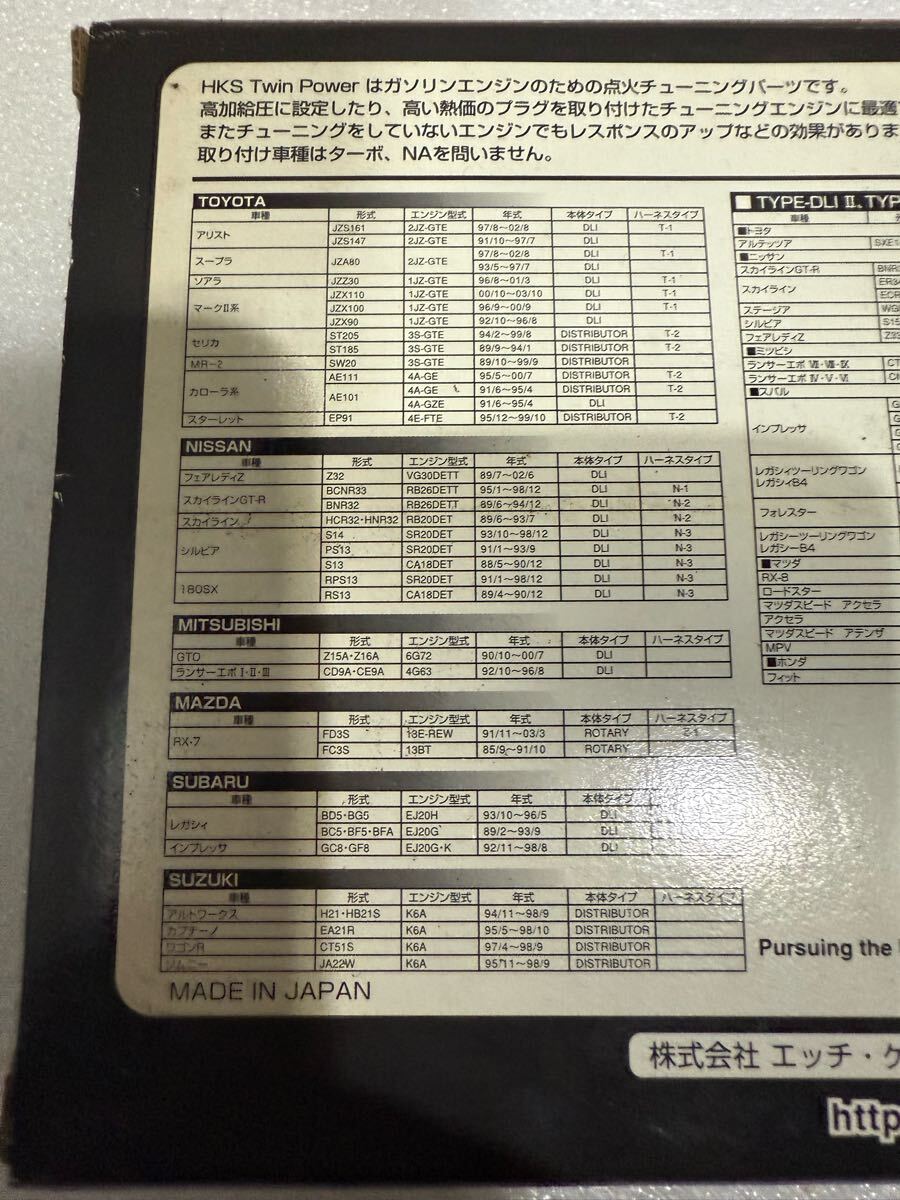 HKS Twin Power はガソリンエンジンのための点火チューニングパーツです。
高加給圧に設定したり、高い熱価のプラグを取り付けたチューニングエンジンに最適
またチューニングをしていないエンジンでもレスポンスのアップなどの効果がありま
取り付け車種はターボ、NAを問いません。
TOYOTA
車種 形式 エンジン型式 年式 本体タイプ ハーネスタイプ
アリスト JZS161 2JZ-GTE 97/8～02/8 DLI T-1
JZS147 2JZ-GTE 91/10～97/7 DLI
スープラ JZA80 2JZ-GTE 97/8～02/8 DLI T-1
93/5～97/7 DLI
ソアラ JZZ30 1JZ-GTE 96/8～01/3 DLI T-1
マークⅡ系 JZX110 1JZ-GTE 00/10～03/10 DLI T-1
JZX100 1JZ-GTE 96/9～00/9 DLI T-1
JZX90 1JZ-GTE 92/10～96/8 DLI
セリカ ST205 3S-GTE 94/2～99/8 DISTRIBUTOR T-2
ST185 3S-GTE 89/9～94/1 DISTRIBUTOR T-2
MR-2 SW20 3S-GTE 89/10～99/9 DISTRIBUTOR
カローラ系 AE111 4A-GE 95/5～00/7 DISTRIBUTOR T-2
AE101 4A-GE 91/6～95/4 DISTRIBUTOR T-2
4A-GZE 91/6～95/4 DLI
スターレット EP91 4E-FTE 95/12～99/10 DISTRIBUTOR T-2
NISSAN
車種 形式 エンジン型式 年式 本体タイプ ハーネスタイプ
フェアレディZ Z32 VG30DETT 89/7～02/6 DLI
スカイラインGT-R BCNR33 RB26DETT 95/1～98/12 DLI N-1
BNR32 RB26DETT 89/6～94/12 DLI N-2
スカイライン HCR32・HNR32 RB20DET 89/6～93/7 DLI N-2
シルビア S14 SR20DET 93/10～98/12 DLI N-3
PS13 SR20DET 91/1～93/9 DLI N-3
S13 CA18DET 88/5～90/12 DLI N-3
180SX RPS13 SR20DET 91/1～98/12 DLI N-3
RS13 CA18DET 89/4～90/12 DLI N-3
MITSUBISHI
車種 形式 エンジン型式 年式 本体タイプ ハーネスタイプ
GTO Z15A・Z16A 6G72 90/10～00/7 DLI
ランサーエボⅠ・Ⅱ・Ⅲ CD9A・CE9A 4G63 92/10～96/8 DLI
MAZDA
車種 形式 エンジン型式 年式 本体タイプ ハーネスタイプ
RX-7 FD3S 13E-REW 91/11～03/3 ROTARY Z-1
FC3S 13BT 85/9～91/10 ROTARY
SUBARU
車種 形式 エンジン型式 年式 本体タイプ
レガシィ BD5・BG5 EJ20H 93/10～96/5 DLI
BC5・BF5・BFA EJ20G 89/2～93/9 DLI
インプレッサ GC8・GF8 EJ20G・K 92/11～98/8 DLI
SUZUKI
車種 形式 エンジン型式 年式 本体タイプ ハーネスタイプ
アルトワークス H21・HB21S K6A 94/11～98/9 DISTRIBUTOR
カプチーノ EA21R K6A 95/5～98/10 DISTRIBUTOR
ワゴンR CT51S K6A 97/4～98/9 DISTRIBUTOR
ジムニー JA22W K6A 95/11～98/9 DISTRIBUTOR
MADE IN JAPAN
■ TYPE-DLI Ⅱ、TYP
車種
■トヨタ
アルテッツア SXE1
■ニッサン
スカイラインGT-R BNR3
スカイライン ER34
ECR
ステージア WG
シルビア S15
フェアレディZ Z33
■ミツビシ
ランサーエボ Ⅶ・Ⅷ・Ⅸ CT
ランサーエボ Ⅳ・Ⅴ・Ⅵ
■スバル
インプレッサ
レガシィツーリングワゴン
レガシィB4
フォレスター
レガシーツーリングワゴン
レガシーB4
■マツダ
RX-8
ロードスター
マツダスピード アクセラ
アクセラ
マツダスピード アテンザ
MPV
■ホンダ
フィット
Pursuing the
株式会社 エッチ・ケ
http